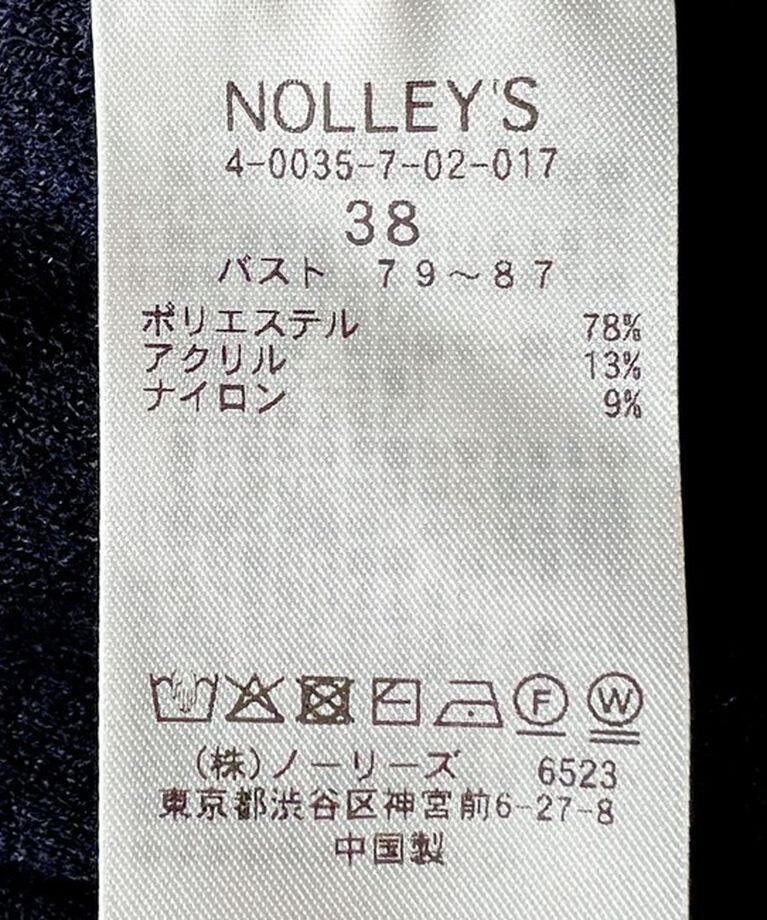 NOLLEY'S
4-0035-7-02-017
38
バスト 79~87
ポリエステル 78%
アクリル 13%
ナイロン 9%
F W
(株)ノーリーズ 6523
東京都渋谷区神宮前6-27-8
中国製